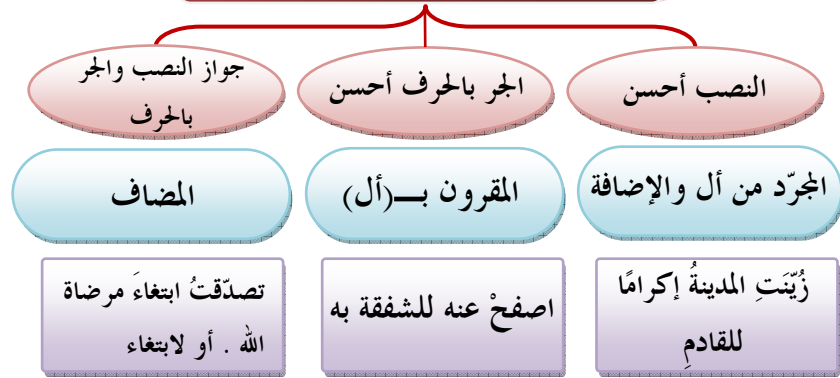 النصب أحسن
الجر بالحرف أحسن
جواز النصب والجر
بالحرف
المجرّد من أل والإضافة
المقرون بـــ(أل)
المضاف
زُيّنَتِ المدينةُ إكرامًا
للقادمِ
اصفحْ عنه للشفقة به
تصدّقتُ ابتغاءَ مرضاة
الله . أو لابتغاء